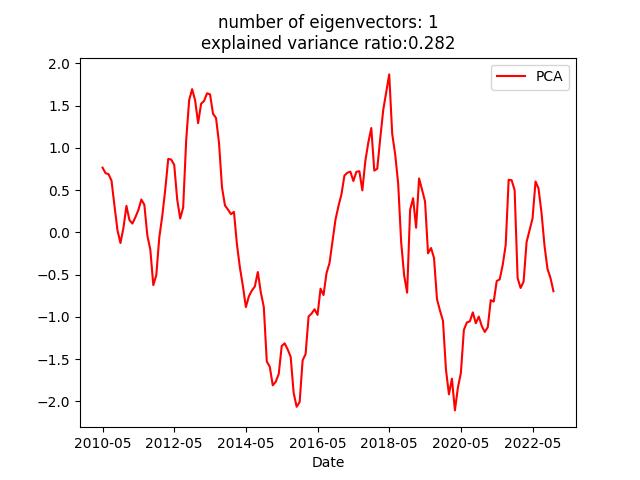 number of eigenvectors: 1
explained variance ratio:0.282
PCA
2.0
1.5
1.0
0.5
0.0
−0.5
−1.0
−1.5
−2.0
2010-05 2012-05 2014-05 2016-05 2018-05 2020-05 2022-05
Date